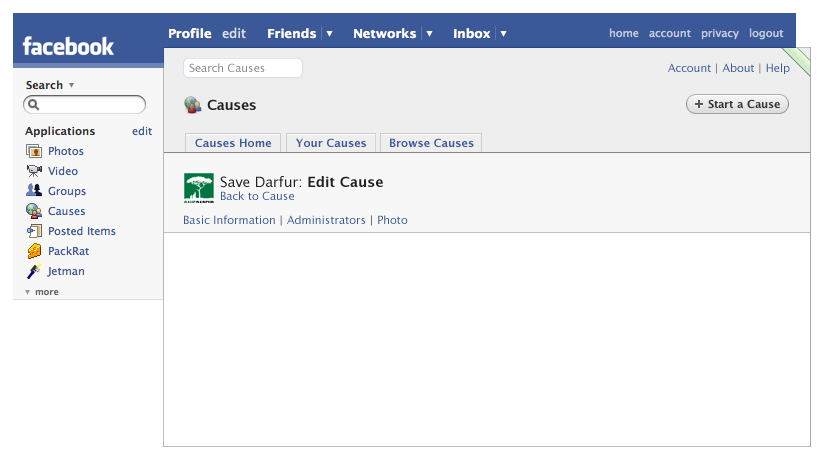 facebook
Profile edit Friends Networks Inbox home account privacy logout
Search
Applications edit
Photos
Video
Groups
Causes
Posted Items
PackRat
Jetman
more
Search Causes
Account | About | Help
Causes
+ Start a Cause
Causes Home Your Causes Browse Causes
Save Darfur: Edit Cause
Back to Cause
Basic Information | Administrators | Photo